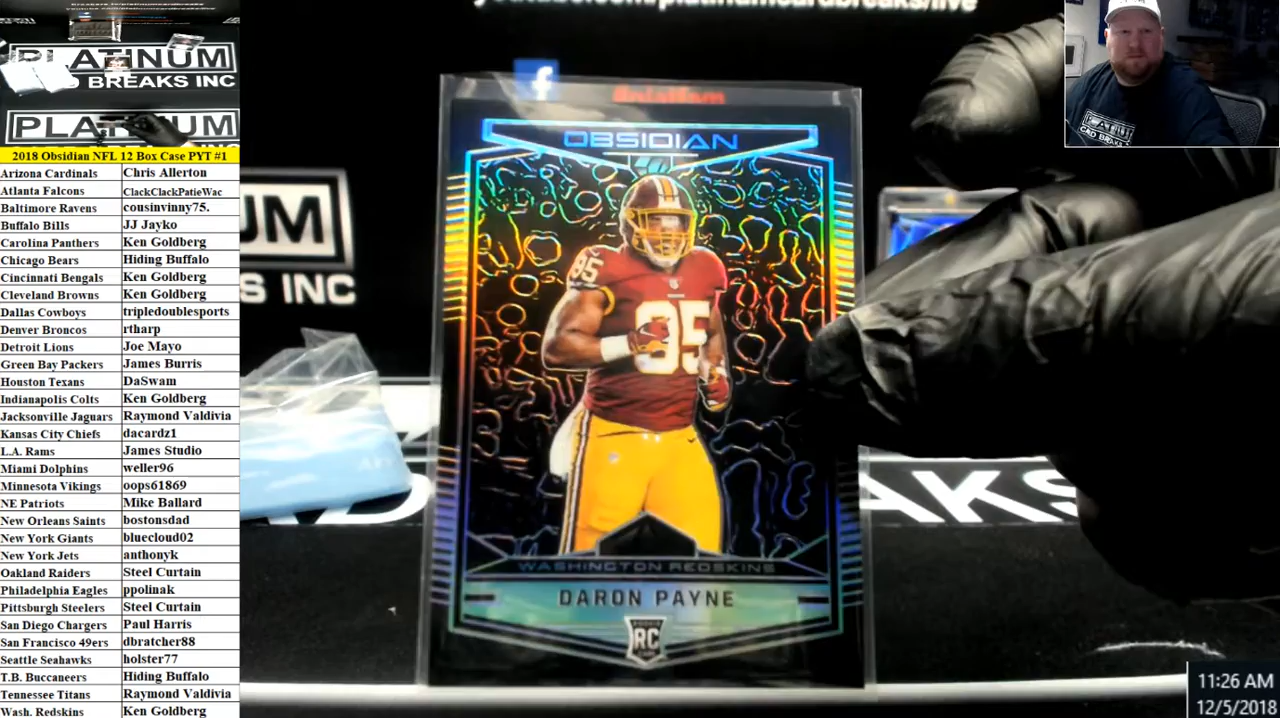 PLATINUM
CARD BREAKS INC
PLATINUM
2018 Obsidian NFL 12 Box Case PYT #1
Arizona Cardinals Chris Allerton
Atlanta Falcons ClackClackPatieWac
Baltimore Ravens cousinvinny75.
Buffalo Bills JJ Jayko
Carolina Panthers Ken Goldberg
Chicago Bears Hiding Buffalo
Cincinnati Bengals Ken Goldberg
Cleveland Browns Ken Goldberg
Dallas Cowboys tripledoublesports
Denver Broncos rtharp
Detroit Lions Joe Mayo
Green Bay Packers James Burris
Houston Texans DaSwam
Indianapolis Colts Ken Goldberg
Jacksonville Jaguars Raymond Valdivia
Kansas City Chiefs dacardz1
L.A. Rams James Studio
Miami Dolphins weller96
Minnesota Vikings oops61869
NE Patriots Mike Ballard
New Orleans Saints bostonsdad
New York Giants bluecloud02
New York Jets anthonyk
Oakland Raiders Steel Curtain
Philadelphia Eagles ppolinak
Pittsburgh Steelers Steel Curtain
San Diego Chargers Paul Harris
San Francisco 49ers dbratcher88
Seattle Seahawks holster77
T.B. Buccaneers Hiding Buffalo
Tennessee Titans Raymond Valdivia
Wash. Redskins Ken Goldberg
f
#platfam
OBSIDIAN
95
95
WASHINGTON REDSKINS
DARON PAYNE
RC
UM
S INC
AKS
11:26 AM
12/5/2018